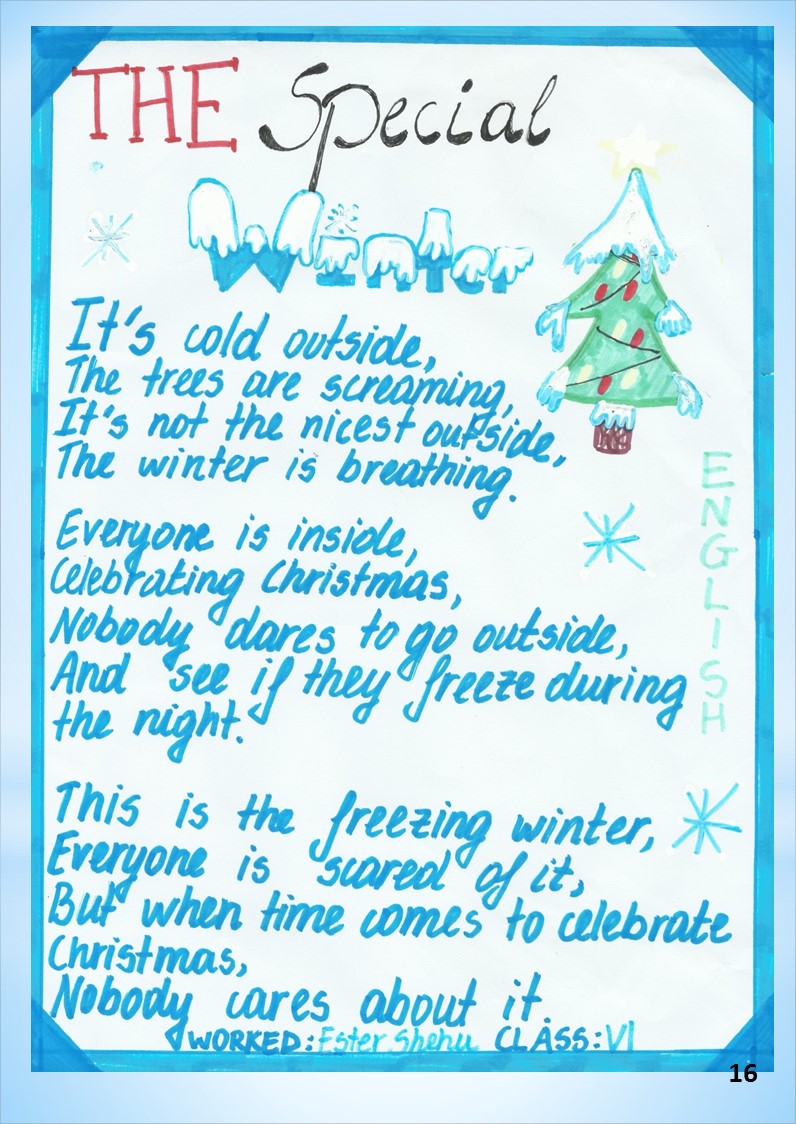 THE Special
Winter
It's cold outside,
The trees are screaming,
It's not the nicest outside,
The winter is breathing.
Everyone is inside,
Celebrating Christmas,
Nobody dares to go outside,
And see if they freeze during
the night.
This is the freezing winter,
Everyone is scared of it,
But when time comes to celebrate
Christmas,
Nobody cares about it.
WORKED: Ester Shehu CLASS: VI
ENGLISH
16